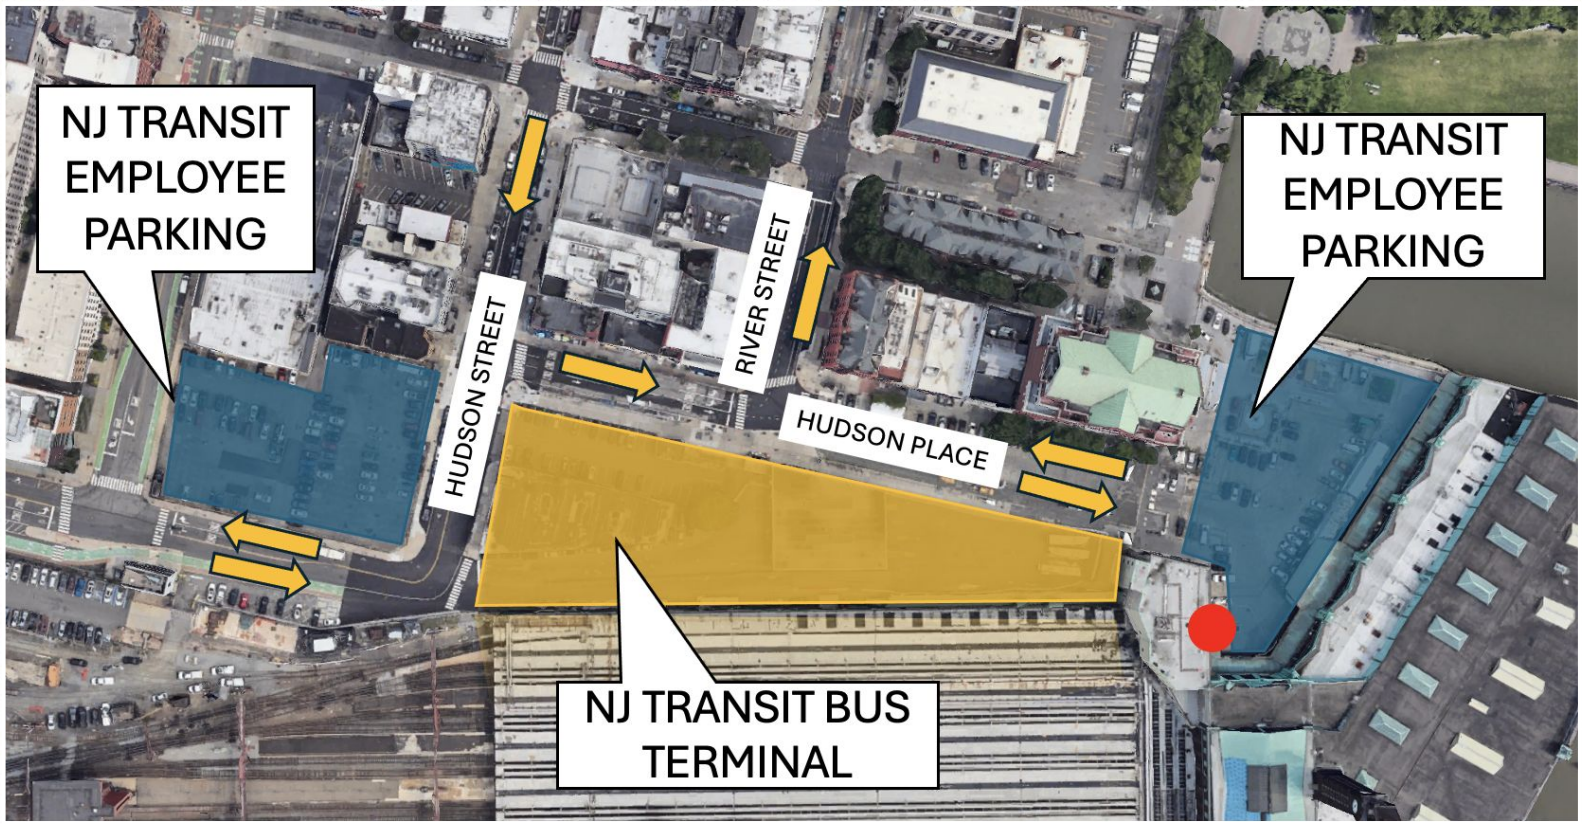 NJ TRANSIT
EMPLOYEE
PARKING
NJ TRANSIT
EMPLOYEE
PARKING
HUDSON STREET
RIVER STREET
HUDSON PLACE
NJ TRANSIT BUS
TERMINAL